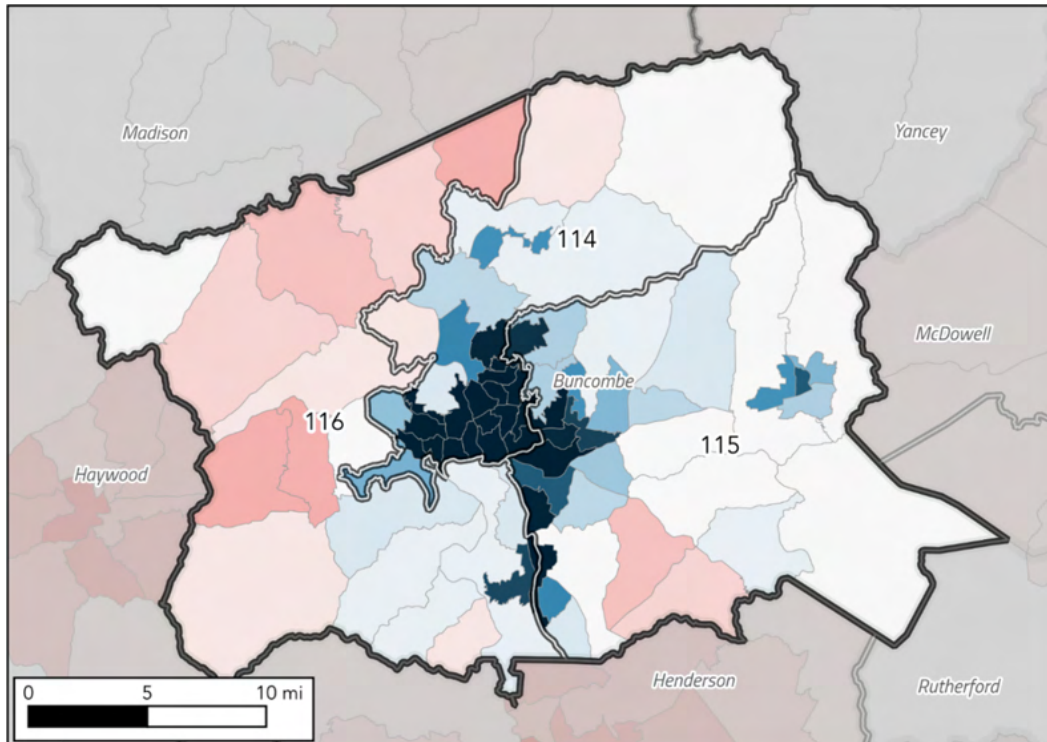 Madison
Yancey
114
McDowell
Buncombe
116
115
Haywood
Henderson
Rutherford
0 5 10 mi